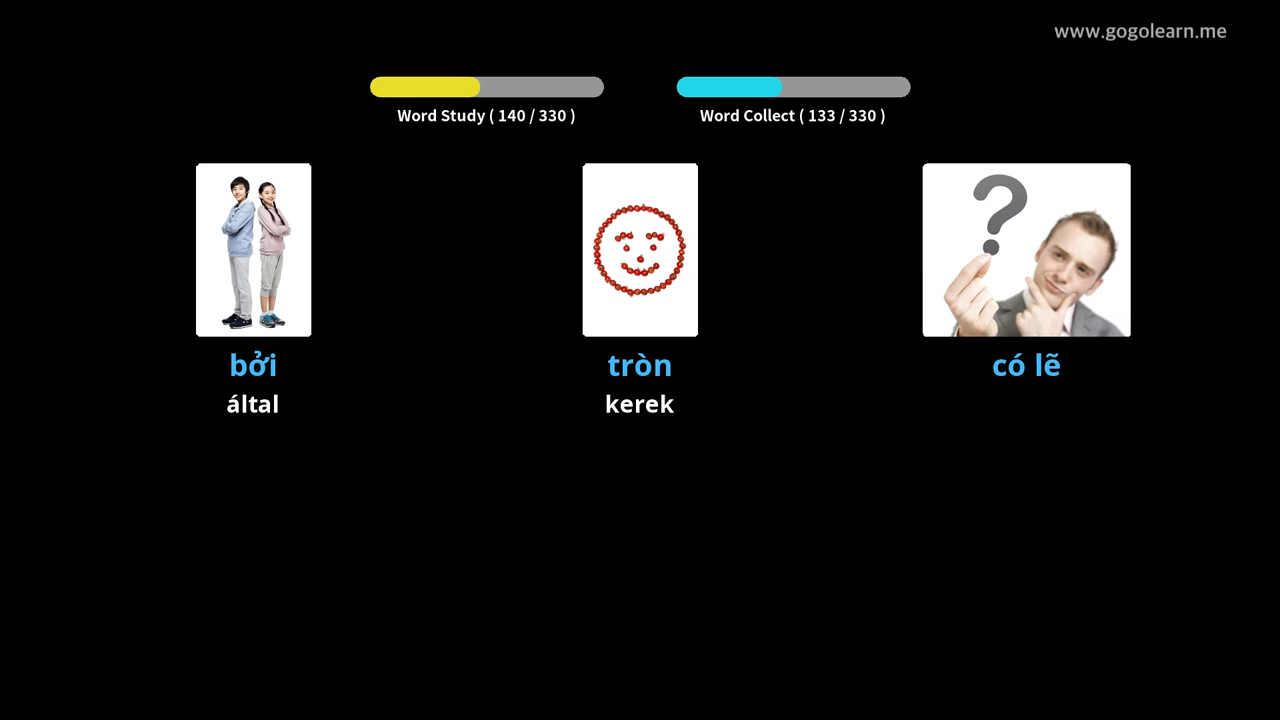 www.gogolearn.me
Word Study ( 140 / 330 )
Word Collect ( 133 / 330 )
bởi
tròn
có lẽ
által
kerek